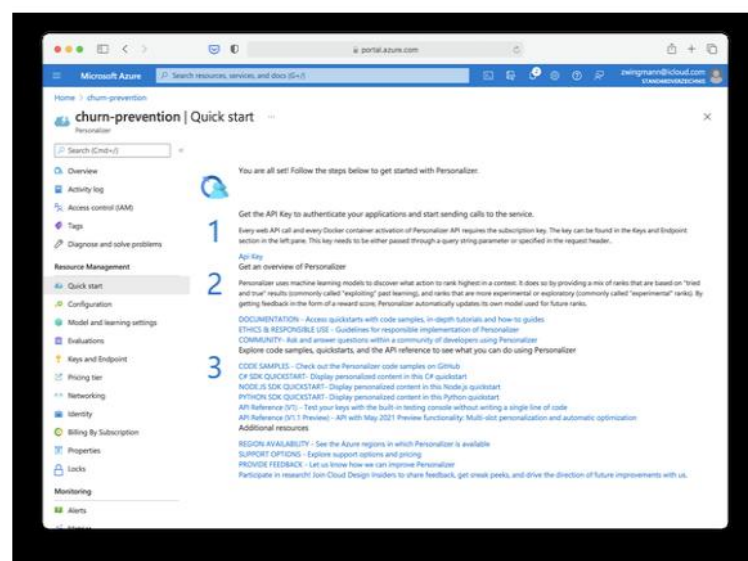 portal.azure.com
Microsoft Azure
Search resources, services, and docs (G+/)
zwingmann@icloud.com
STANDARDVERZEICHNIS
Home > churn-prevention
churn-prevention | Quick start ...
Personalizer
Search (Cmd+/)
Overview
Activity log
Access control (IAM)
Tags
Diagnose and solve problems
Resource Management
Quick start
Configuration
Model and learning settings
Evaluations
Keys and Endpoint
Pricing tier
Networking
Identity
Billing By Subscription
Properties
Locks
Monitoring
Alerts
You are all set! Follow the steps below to get started with Personalizer.
1
Get the API Key to authenticate your applications and start sending calls to the service.
Every web API call and every Docker container activation of Personalizer API requires the subscription key. The key can be found in the Keys and Endpoint
section in the left pane. This key needs to be either passed through a query string parameter or specified in the request header.
Api Key
Get an overview of Personalizer
2
Personalizer uses machine learning models to discover what action to rank highest in a context. It does so by providing a mix of ranks that are based on "tried
and true" results (commonly called "exploiting" past learning), and ranks that are more experimental or exploratory (commonly called "experimental" ranks). By
getting feedback in the form of a reward score, Personalizer automatically updates its own model used for future ranks.
DOCUMENTATION - Access quickstarts with code samples, in-depth tutorials and how-to guides
ETHICS & RESPONSIBLE USE - Guidelines for responsible implementation of Personalizer
COMMUNITY- Ask and answer questions within a community of developers using Personalizer
Explore code samples, quickstarts, and the API reference to see what you can do using Personalizer
3
CODE SAMPLES - Check out the Personalizer code samples on GitHub
C# SDK QUICKSTART- Display personalized content in this C# quickstart
NODE.JS SDK QUICKSTART- Display personalized content in this Node.js quickstart
PYTHON SDK QUICKSTART- Display personalized content in this Python quickstart
API Reference (V1) - Test your keys with the built-in testing console without writing a single line of code
API Reference (V1.1 Preview) - API with May 2021 Preview functionality: Multi-slot personalization and automatic optimization
Additional resources
REGION AVAILABILITY - See the Azure regions in which Personalizer is available
SUPPORT OPTIONS - Explore support options and pricing
PROVIDE FEEDBACK - Let us know how we can improve Personalizer
Participate in research! Join Cloud Design Insiders to share feedback, get sneak peeks, and drive the direction of future improvements with us.